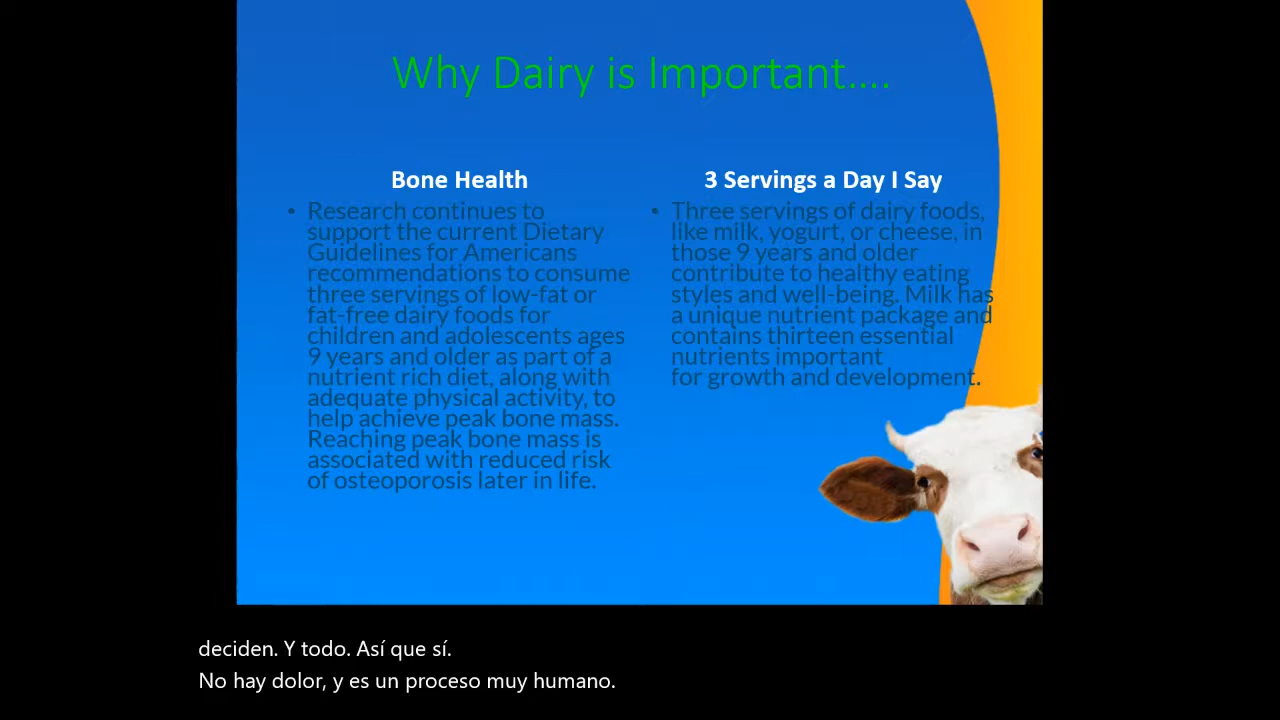 Why Dairy is Important....
Bone Health
• Research continues to
support the current Dietary
Guidelines for Americans
recommendations to consume
three servings of low-fat or
fat-free dairy foods for
children and adolescents ages
9 years and older as part of a
nutrient rich diet, along with
adequate physical activity, to
help achieve peak bone mass.
Reaching peak bone mass is
associated with reduced risk
of osteoporosis later in life.
3 Servings a Day I Say
• Three servings of dairy foods,
like milk, yogurt, or cheese, in
those 9 years and older
contribute to healthy eating
styles and well-being. Milk has
a unique nutrient package and
contains thirteen essential
nutrients important
for growth and development.
deciden. Y todo. Así que sí.
No hay dolor, y es un proceso muy humano.